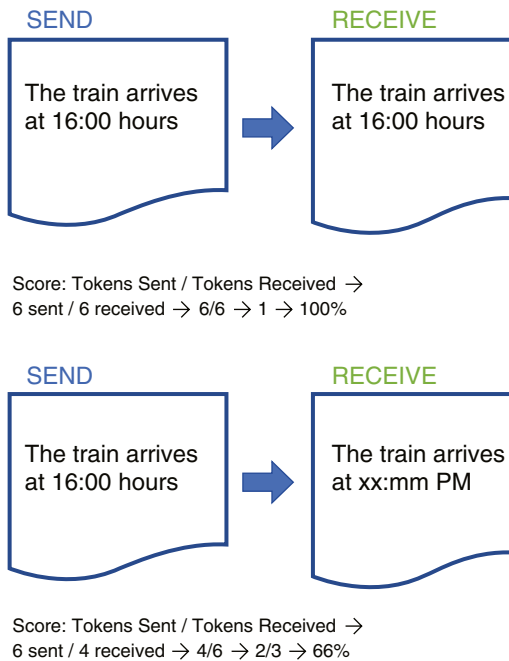 SEND
RECEIVE
The train arrives
at 16:00 hours
The train arrives
at 16:00 hours
Score: Tokens Sent / Tokens Received →
6 sent / 6 received → 6/6 → 1 → 100%
SEND
RECEIVE
The train arrives
at 16:00 hours
The train arrives
at xx:mm PM
Score: Tokens Sent / Tokens Received →
6 sent / 4 received → 4/6 → 2/3 → 66%